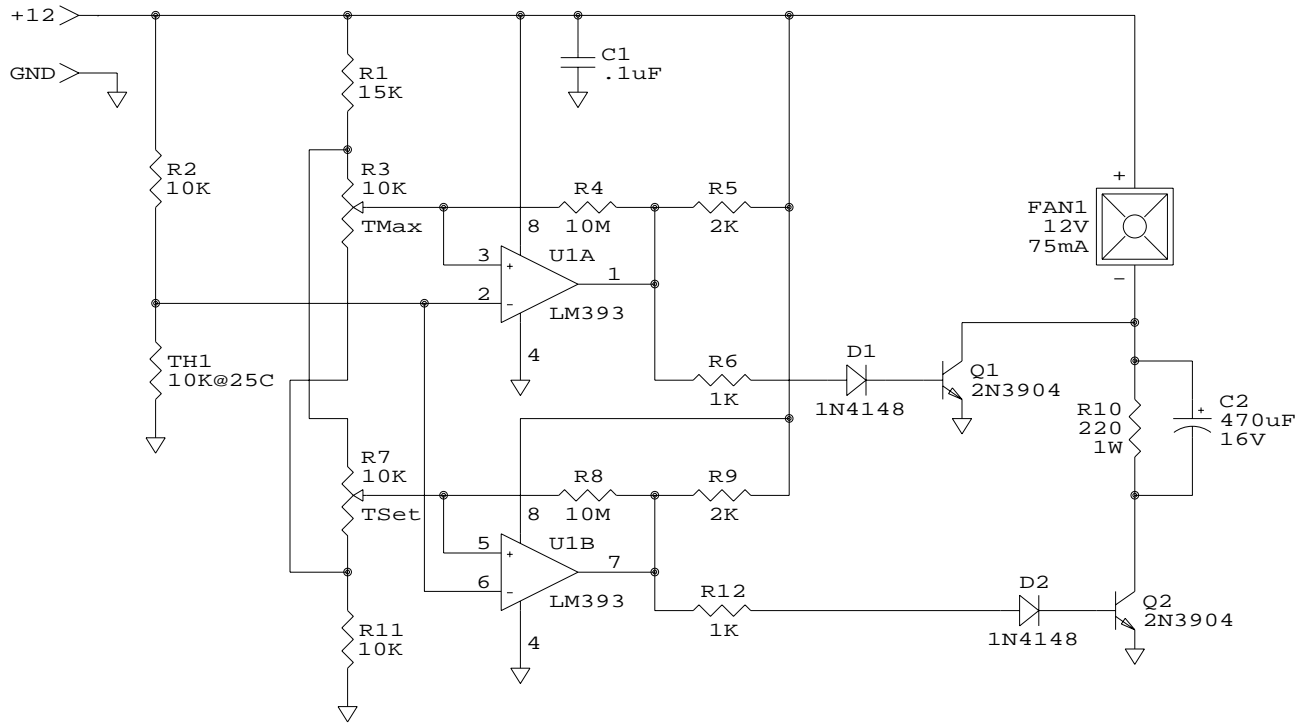 +12
GND
R1
15K
C1
.1uF
R2
10K
R3
10K
TMax
R4
10M
R5
2K
8
3
+
2
-
U1A
1
LM393
4
+
FAN1
12V
75mA
-
TH1
10K@25C
R6
1K
D1
1N4148
Q1
2N3904
R10
220
1W
+
C2
470uF
16V
R7
10K
TSet
R8
10M
R9
2K
8
5
+
6
-
U1B
7
LM393
4
R12
1K
D2
1N4148
Q2
2N3904
R11
10K